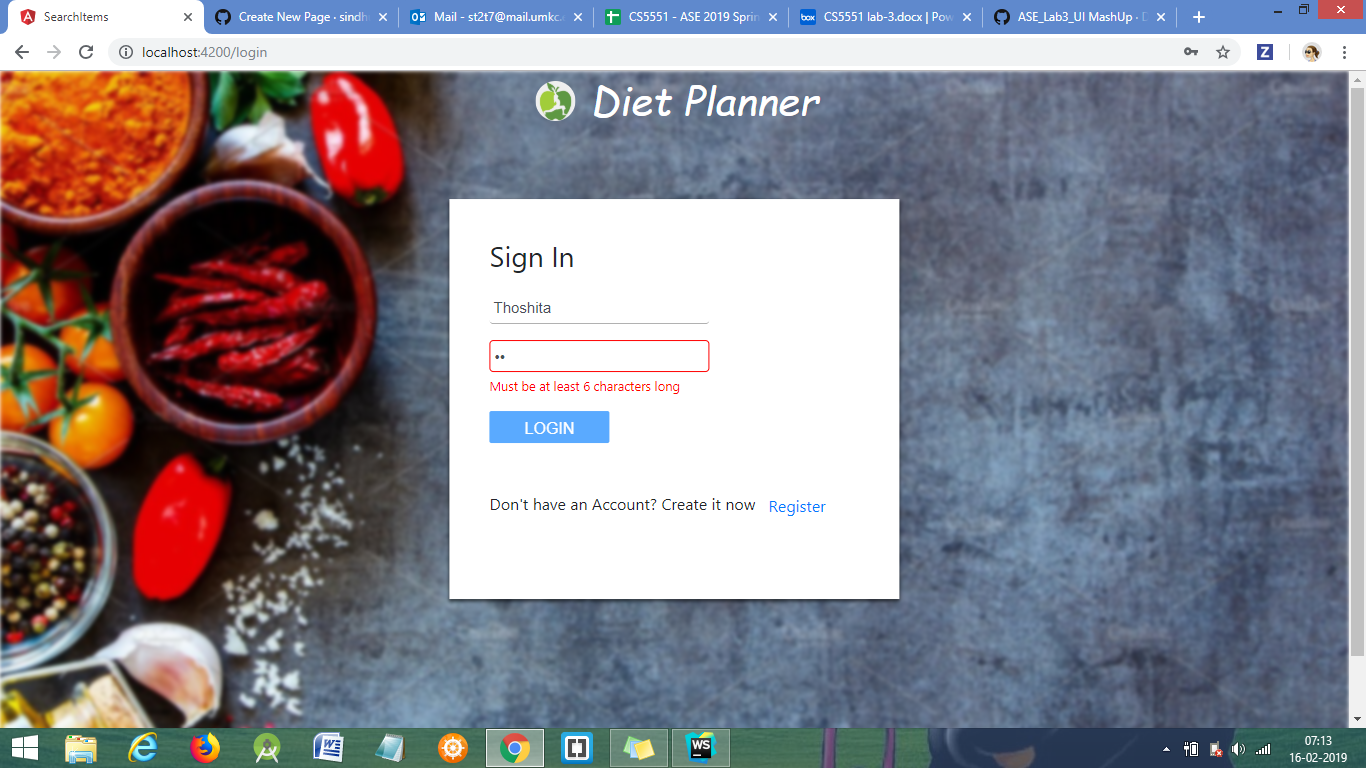 SearchItems
Create New Page · sindh
Mail - st2t7@mail.umkc.
CS5551 - ASE 2019 Sprin
CS5551 lab-3.docx | Pow
ASE_Lab3_UI MashUp · D
localhost:4200/login
Z
Diet Planner
Sign In
Thoshita
••
Must be at least 6 characters long
LOGIN
Don't have an Account? Create it now Register
WS
07:13
16-02-2019